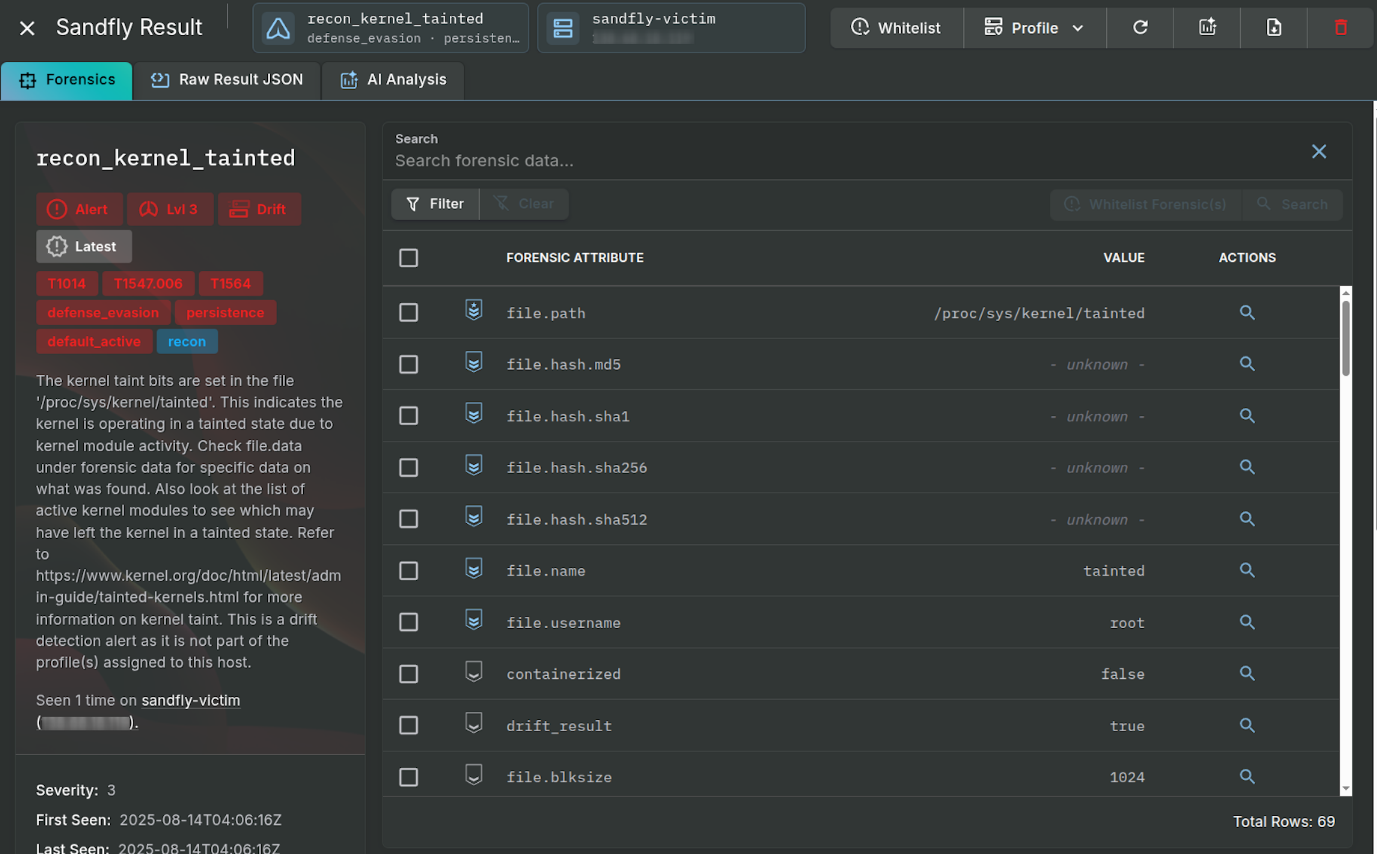 Sandfly Result
recon_kernel_tainted
defense_evasion · persisten…
sandfly-victim
Whitelist
Profile
Forensics
Raw Result JSON
AI Analysis
recon_kernel_tainted
Alert
Lvl 3
Drift
Latest
T1014 T1547.006 T1564
defense_evasion persistence
default_active recon
The kernel taint bits are set in the file
'/proc/sys/kernel/tainted'. This indicates the
kernel is operating in a tainted state due to
kernel module activity. Check file.data
under forensic data for specific data on
what was found. Also look at the list of
active kernel modules to see which may
have left the kernel in a tainted state. Refer
to
https://www.kernel.org/doc/html/latest/adm
in-guide/tainted-kernels.html for more
information on kernel taint. This is a drift
detection alert as it is not part of the
profile(s) assigned to this host.
Seen 1 time on sandfly-victim
( ).
Severity: 3
First Seen: 2025-08-14T04:06:16Z
Last Seen: 2025-08-14T04:06:16Z
Search
Search forensic data...
Filter
Clear
Whitelist Forensic(s)
Search
FORENSIC ATTRIBUTE VALUE ACTIONS
file.path /proc/sys/kernel/tainted
file.hash.md5 - unknown -
file.hash.sha1 - unknown -
file.hash.sha256 - unknown -
file.hash.sha512 - unknown -
file.name tainted
file.username root
containerized false
drift_result true
file.blksize 1024
Total Rows: 69